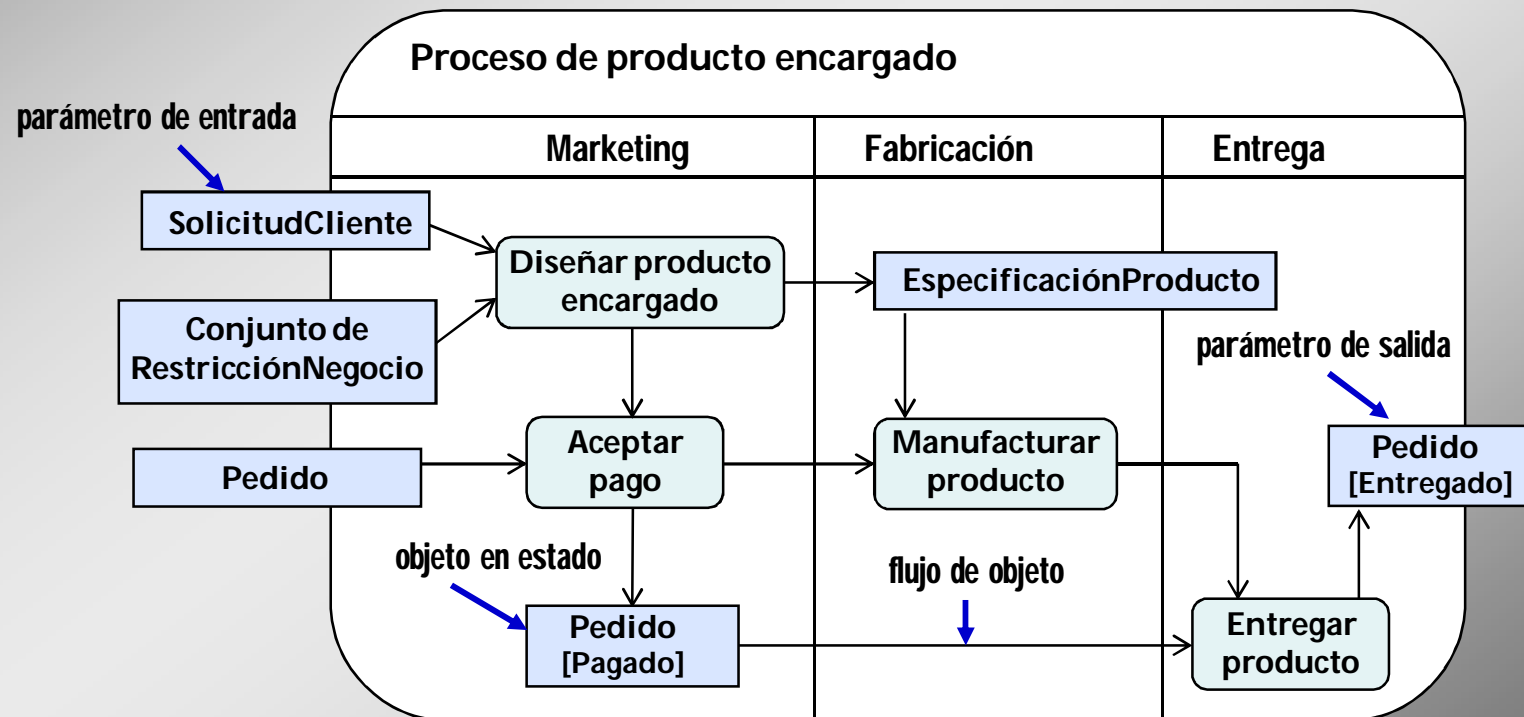 Proceso de producto encargado
parámetro de entrada
Marketing
Fabricación
Entrega
SolicitudCliente
Diseñar producto
encargado
EspecificaciónProducto
Conjunto de
RestricciónNegocio
parámetro de salida
Pedido
Aceptar
pago
Manufacturar
producto
Pedido
[Entregado]
objeto en estado
flujo de objeto
Pedido
[Pagado]
Entregar
producto